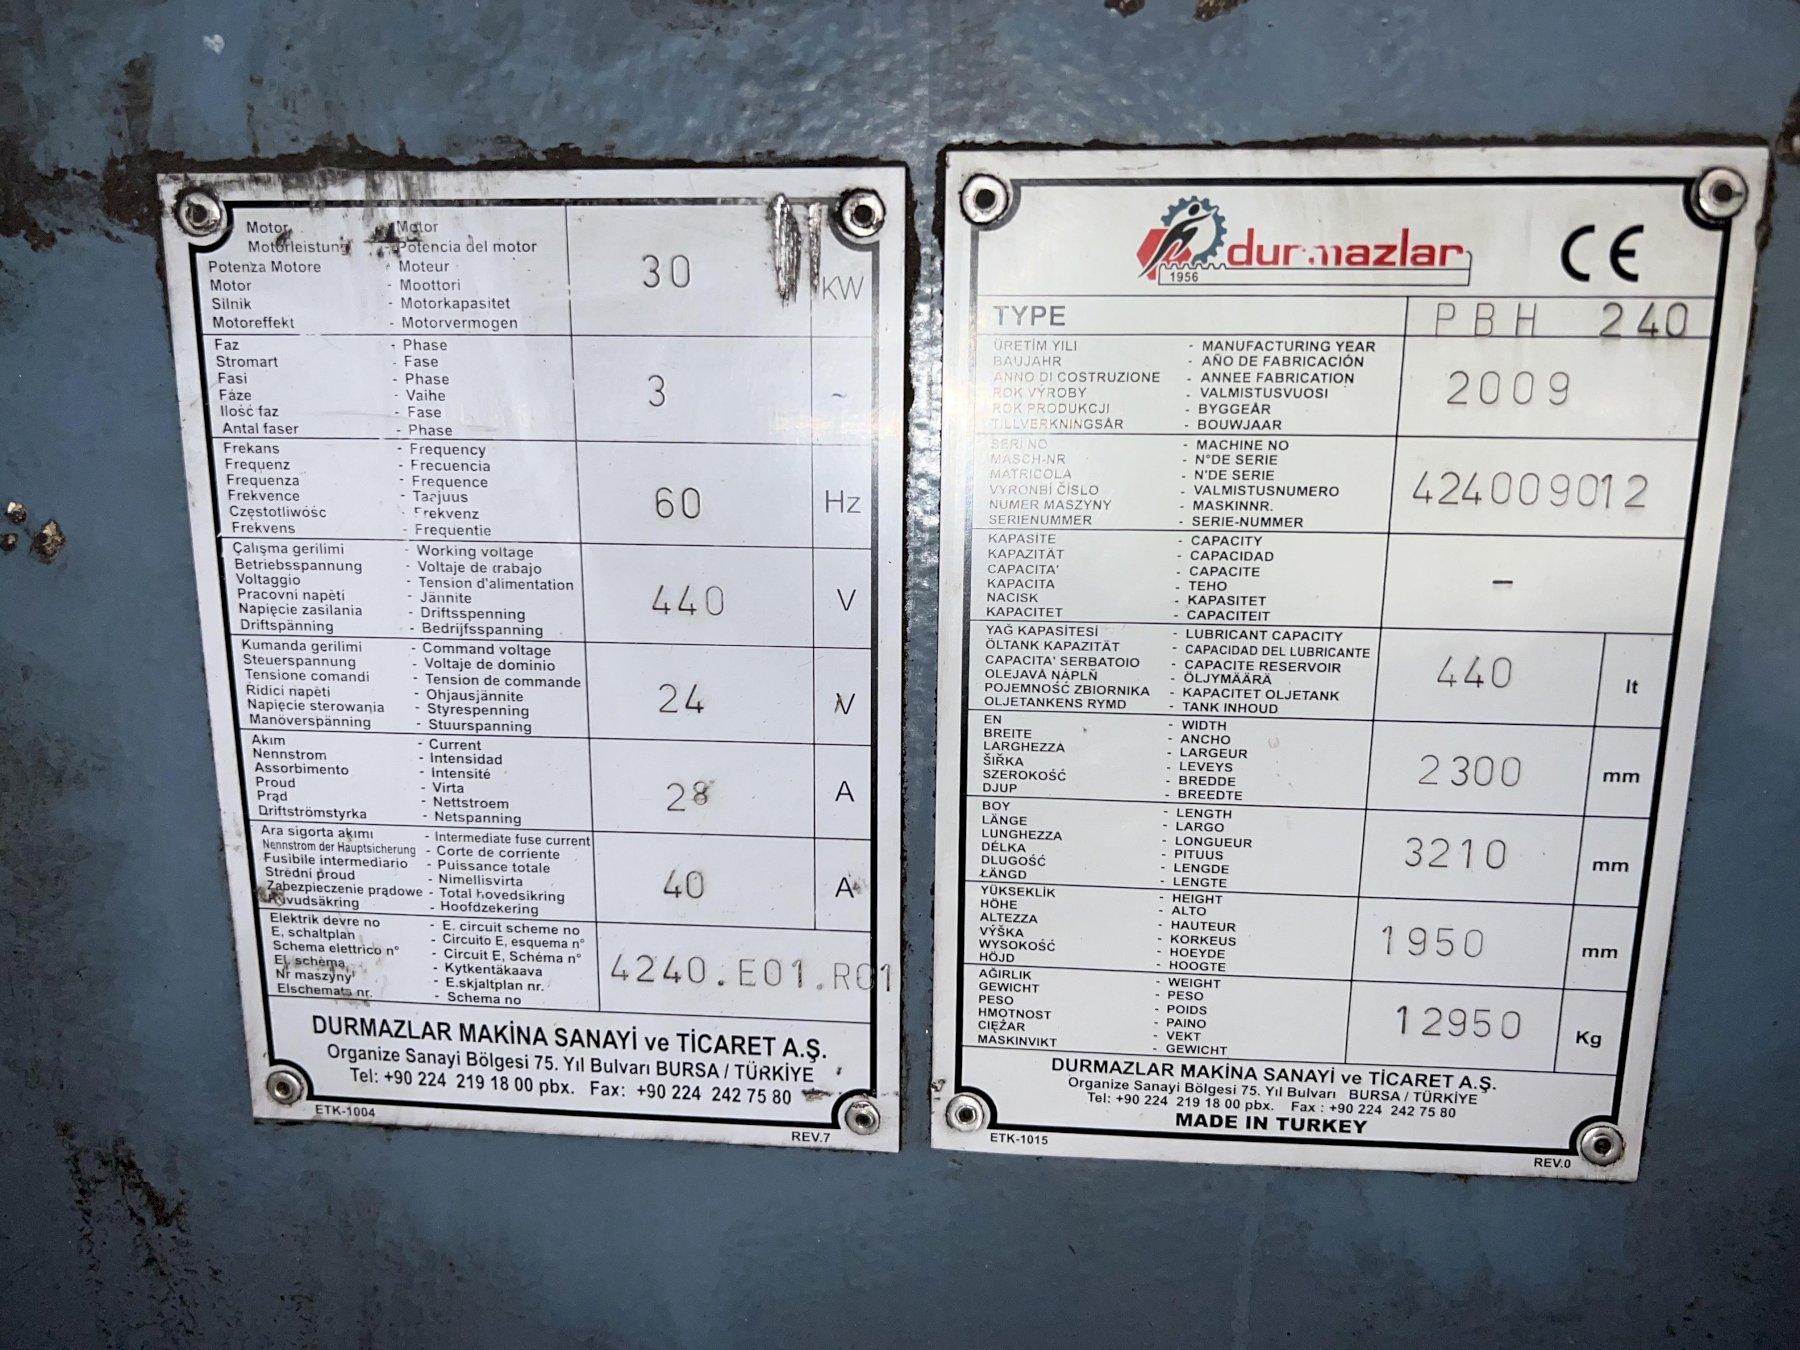 Motor - Motor
Motorleistung - Potencia del motor
Potenza Motore - Moteur
Motor - Moottori
Silnik - Motorkapasitet
Motoreffekt - Motorvermogen
30 KW
Faz - Phase
Stromart - Fase
Fasi - Phase
Fáze - Vaihe
Ilość faz - Fase
Antal faser - Phase
3 ~
Frekans - Frequency
Frequenz - Frecuencia
Frequenza - Frequence
Frekvence - Taajuus
Częstotliwośc - Frekvenz
Frekvens - Frequentie
60 Hz
Çalışma gerilimi - Working voltage
Betriebsspannung - Voltaje de trabajo
Voltaggio - Tension d'alimentation
Pracovní napěti - Jännite
Napięcie zasilania - Driftsspenning
Driftspänning - Bedrijfsspanning
440 V
Kumanda gerilimi - Command voltage
Steuerspannung - Voltaje de dominio
Tensione comandi - Tension de commande
Ridici napěti - Ohjausjännite
Napięcie sterowania - Styrespenning
Manöverspänning - Stuurspanning
24 V
Akım - Current
Nennstrom - Intensidad
Assorbimento - Intensité
Proud - Virta
Prąd - Nettstroem
Driftströmstyrka - Netspanning
28 A
Ara sigorta akımı - Intermediate fuse current
Nennstrom der Hauptsicherung - Corte de corriente
Fusibile intermediario - Puissance totale
Strědní proud - Nimellisvirta
Zabezpieczenie prądowe - Total hovedsikring
Huvudsäkring - Hoofdzekering
40 A
Elektrik devre no - E. circuit scheme no
E, schaltplan - Circuito E, esquema n°
Schema elettrico n° - Circuit E, Schéma n°
El, schèma - Kytkentäkaava
Nr maszyny - E.skjaltplan nr.
Elschemats nr. - Schema no
4240.E01.R01
DURMAZLAR MAKİNA SANAYİ ve TİCARET A.Ş.
Organize Sanayi Bölgesi 75. Yıl Bulvarı BURSA / TÜRKİYE
Tel: +90 224 219 18 00 pbx. Fax: +90 224 242 75 80
ETK-1004 REV.7
1956 durmazlar CE
TYPE PBH 240
ÜRETİM YILI - MANUFACTURING YEAR
BAUJAHR - AÑO DE FABRICACIÓN
ANNO DI COSTRUZIONE - ANNEE FABRICATION
ROK VÝROBY - VALMISTUSVUOSI
ROK PRODUKCJI - BYGGEÅR
TILLVERKNINGSÅR - BOUWJAAR
2009
SERİ NO - MACHINE NO
MASCH-NR - N°DE SERIE
MATRICOLA - N'DE SERIE
VÝRONBÍ ČÍSLO - VALMISTUSNUMERO
NUMER MASZYNY - MASKINNR.
SERIENUMMER - SERIE-NUMMER
424009012
KAPASİTE - CAPACITY
KAPAZITÄT - CAPACIDAD
CAPACITA' - CAPACITE
KAPACITA - TEHO
NACISK - KAPASITET
KAPACITET - CAPACITEIT
–
YAĞ KAPASİTESİ - LUBRICANT CAPACITY
ÖLTANK KAPAZITÄT - CAPACIDAD DEL LUBRICANTE
CAPACITA' SERBATOIO - CAPACITE RESERVOIR
OLEJAVÁ NÁPLŇ - ÖLJYMÄÄRÄ
POJEMNOŚĆ ZBIORNIKA - KAPACITET OLJETANK
OLJETANKENS RYMD - TANK INHOUD
440 lt
EN - WIDTH
BREITE - ANCHO
LARGHEZZA - LARGEUR
ŠIŘKA - LEVEYS
SZEROKOŚĆ - BREDDE
DJUP - BREEDTE
2300 mm
BOY - LENGTH
LÄNGE - LARGO
LUNGHEZZA - LONGUEUR
DÉLKA - PITUUS
DLUGOŚĆ - LENGDE
ŁÄNGD - LENGTE
3210 mm
YÜKSEKLİK - HEIGHT
HÖHE - ALTO
ALTEZZA - HAUTEUR
VÝŠKA - KORKEUS
WYSOKOŚĆ - HOEYDE
HÖJD - HOOGTE
1950 mm
AĞIRLIK - WEIGHT
GEWICHT - PESO
PESO - POIDS
HMOTNOST - PAINO
CIĘŻAR - VEKT
MASKINVIKT - GEWICHT
12950 Kg
DURMAZLAR MAKİNA SANAYİ ve TİCARET A.Ş.
Organize Sanayi Bölgesi 75. Yıl Bulvarı BURSA / TÜRKİYE
Tel: +90 224 219 18 00 pbx. Fax : +90 224 242 75 80
MADE IN TURKEY
ETK-1015 REV.0